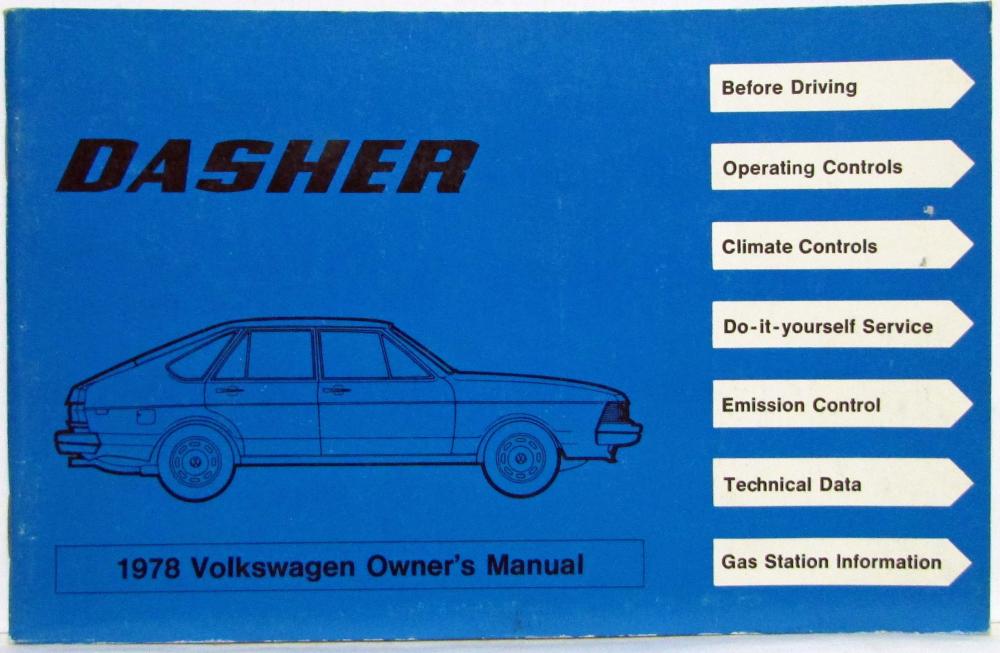 DASHER
1978 Volkswagen Owner's Manual
Before Driving
Operating Controls
Climate Controls
Do-it-yourself Service
Emission Control
Technical Data
Gas Station Information